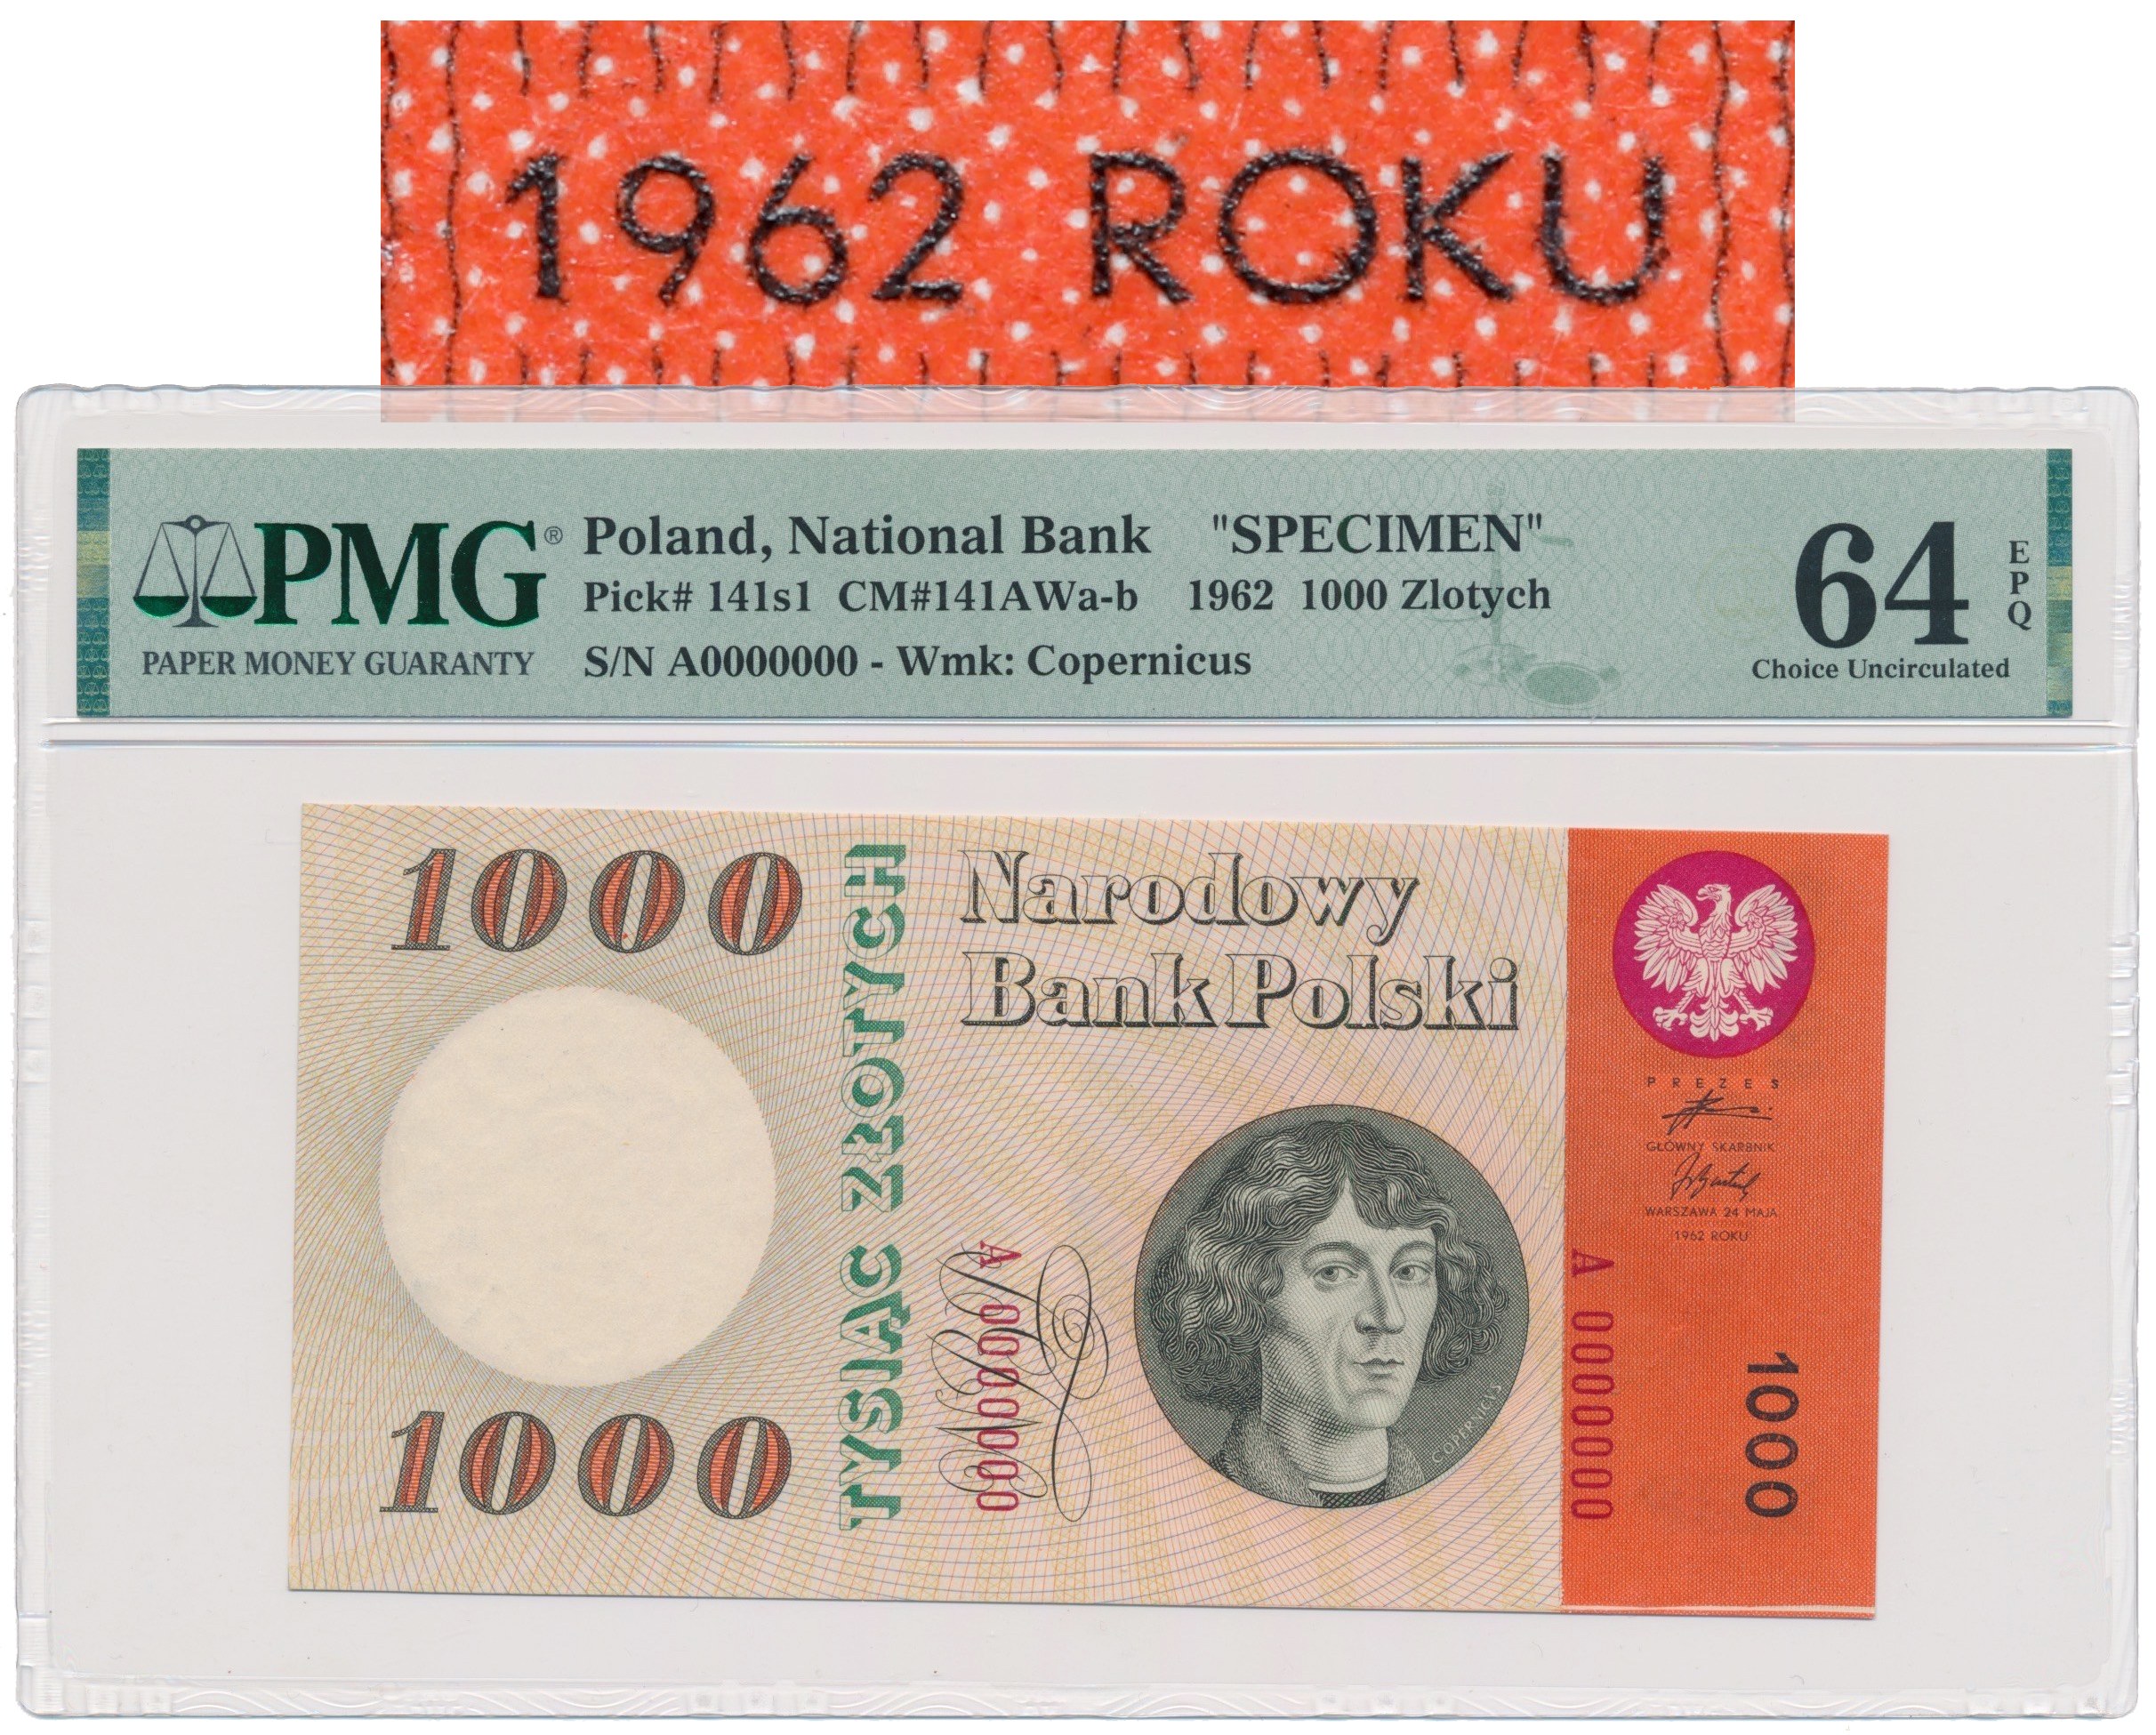 1962 ROKU
PMG®
PAPER MONEY GUARANTY
Poland, National Bank "SPECIMEN"
Pick# 141s1 CM#141AWa-b 1962 1000 Zlotych
S/N A0000000 - Wmk: Copernicus
64
EPQ
Choice Uncirculated
1000
1000
TYSIĄC ZŁOTYCH
Narodowy
Bank Polski
A 0000000
COPERNICVS
PREZES
GŁÓWNY SKARBNIK
WARSZAWA 24 MAJA
1962 ROKU
A 0000000
1000